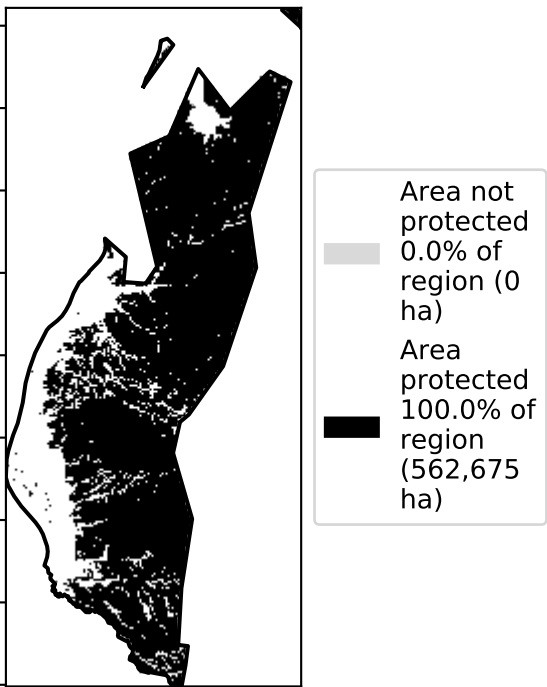 Area not
protected
0.0% of
region (0
ha)
Area
protected
100.0% of
region
(562,675
ha)